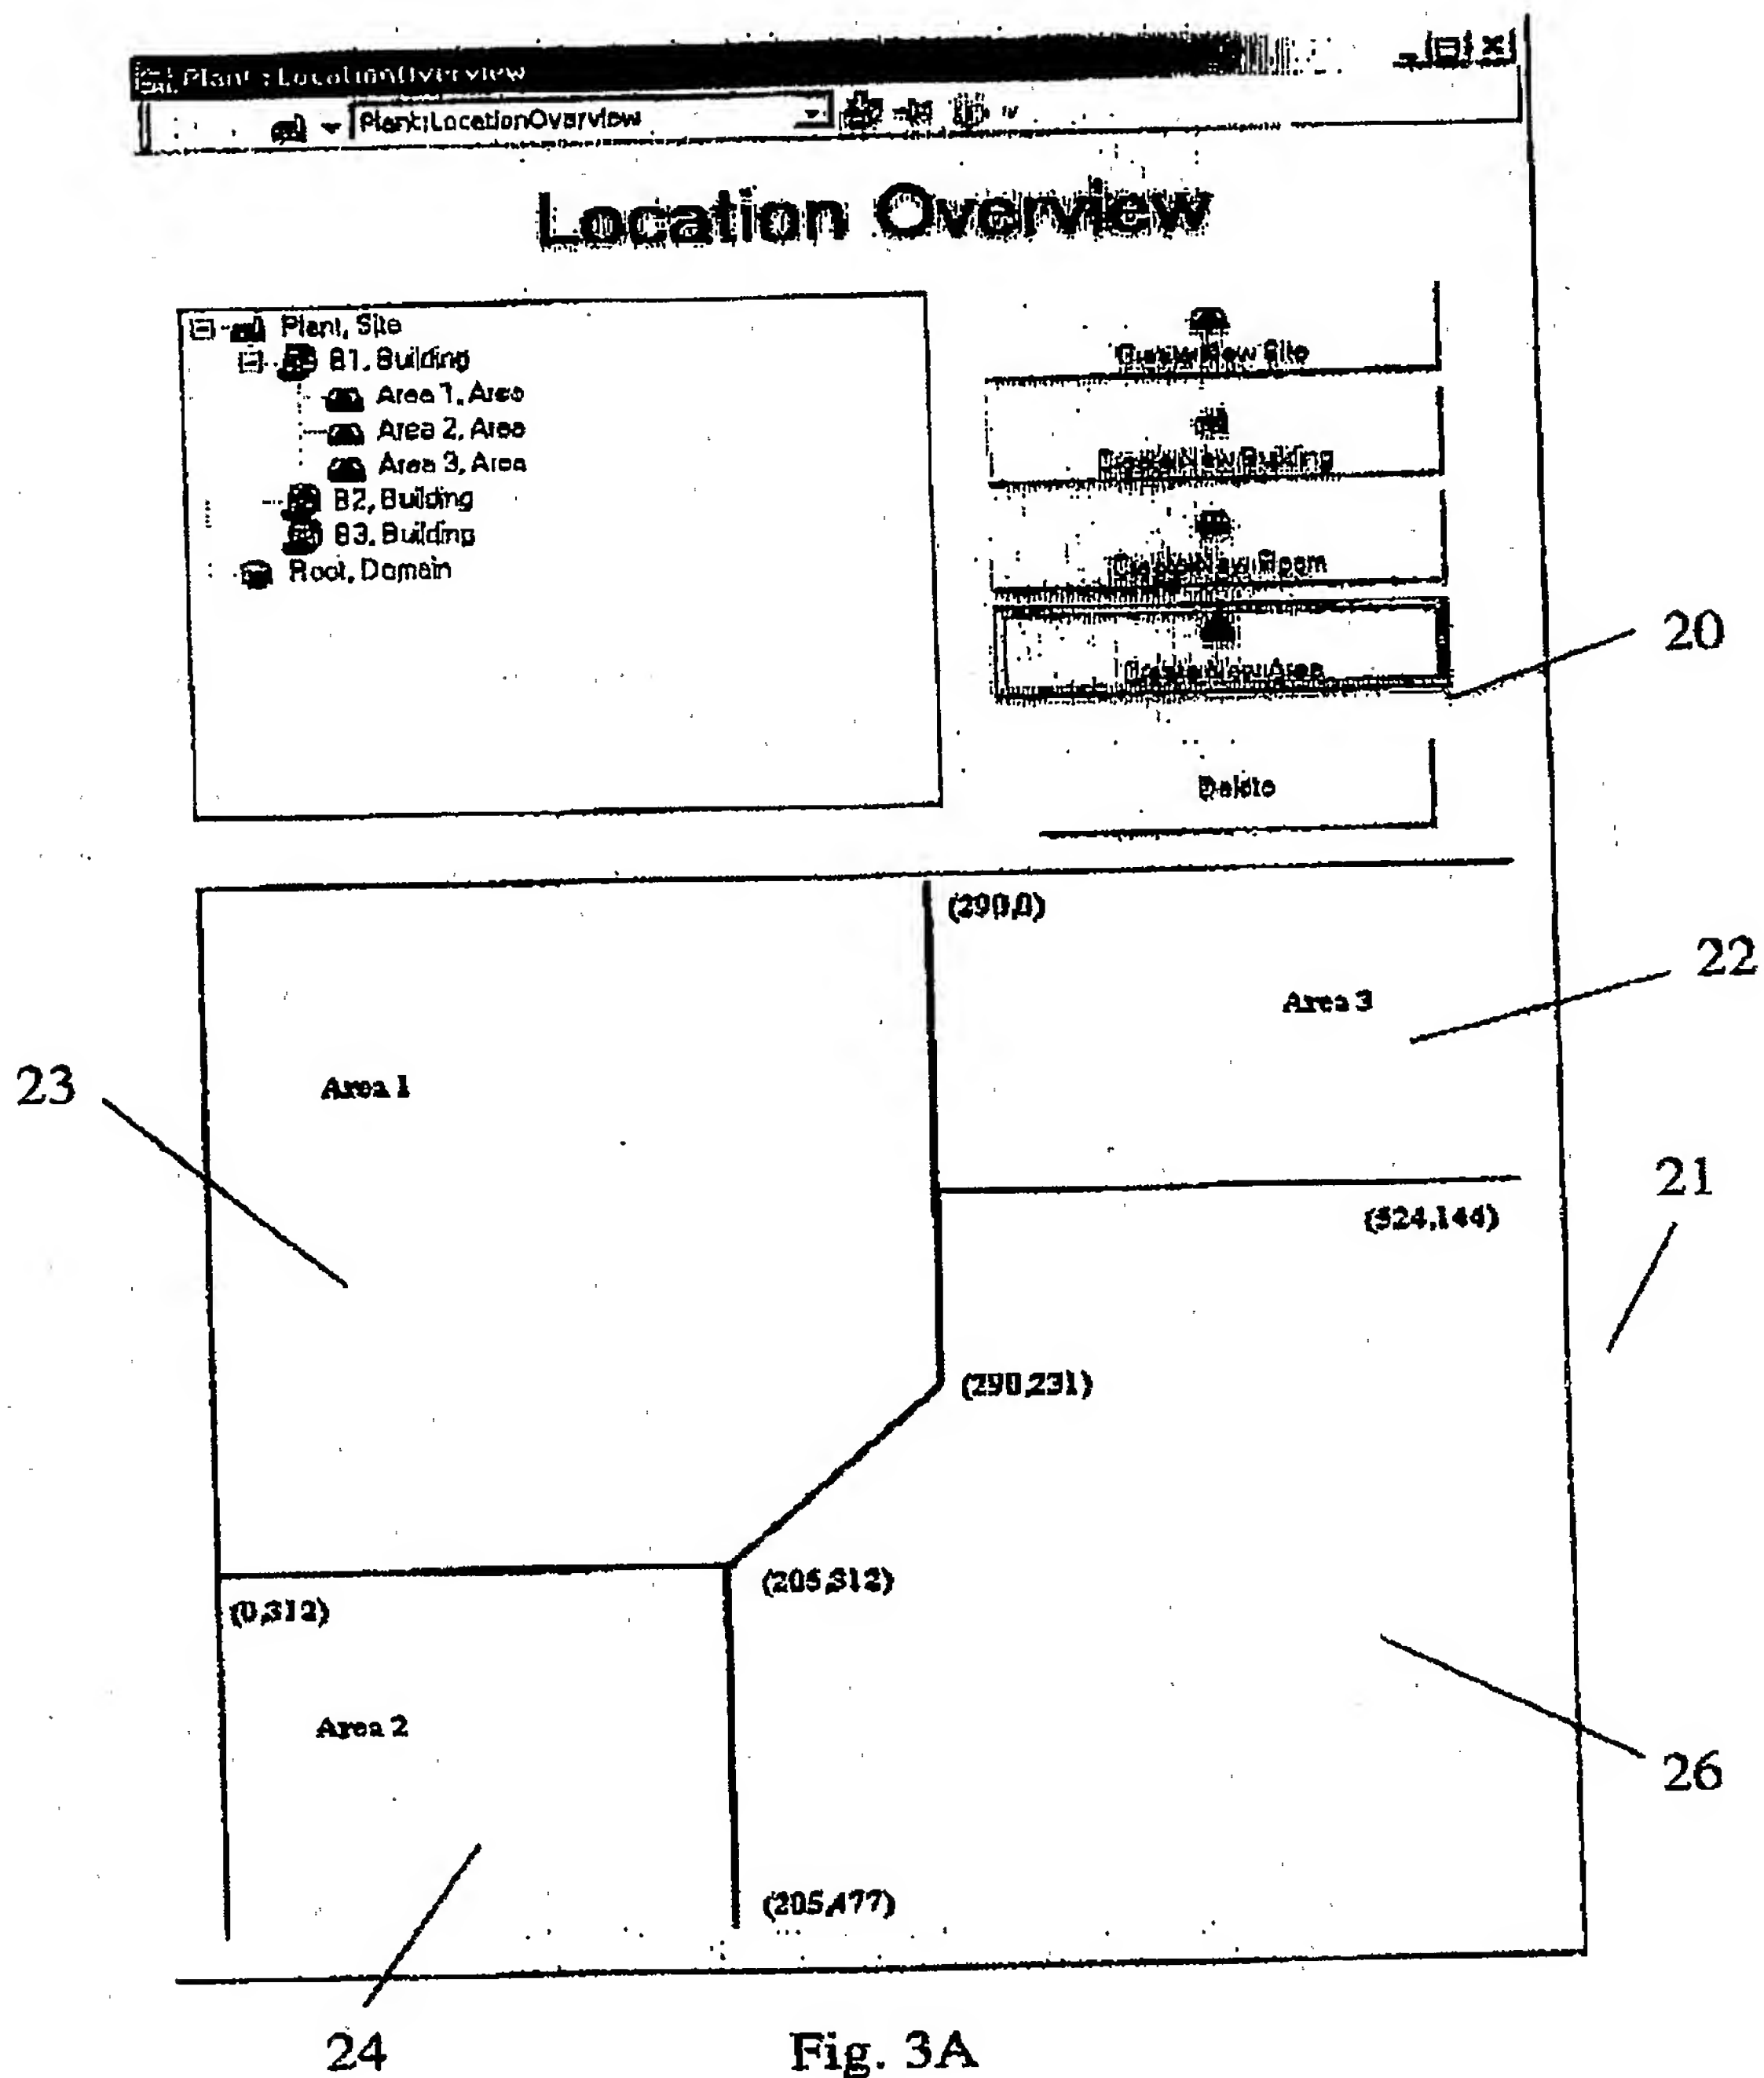 Plant : LocationOverview
Plant:LocationOverview
Location Overview
Plant, Site
B1, Building
Area 1, Area
Area 2, Area
Area 3, Area
B2, Building
B3, Building
Root, Domain
Create New Site
Create New Building
Create New Room
Create New Area
Delete
20
(290,0)
22
Area 3
23
Area 1
21
(524,144)
(290,231)
(205,312)
(0,312)
Area 2
26
(205,477)
24
Fig. 3A